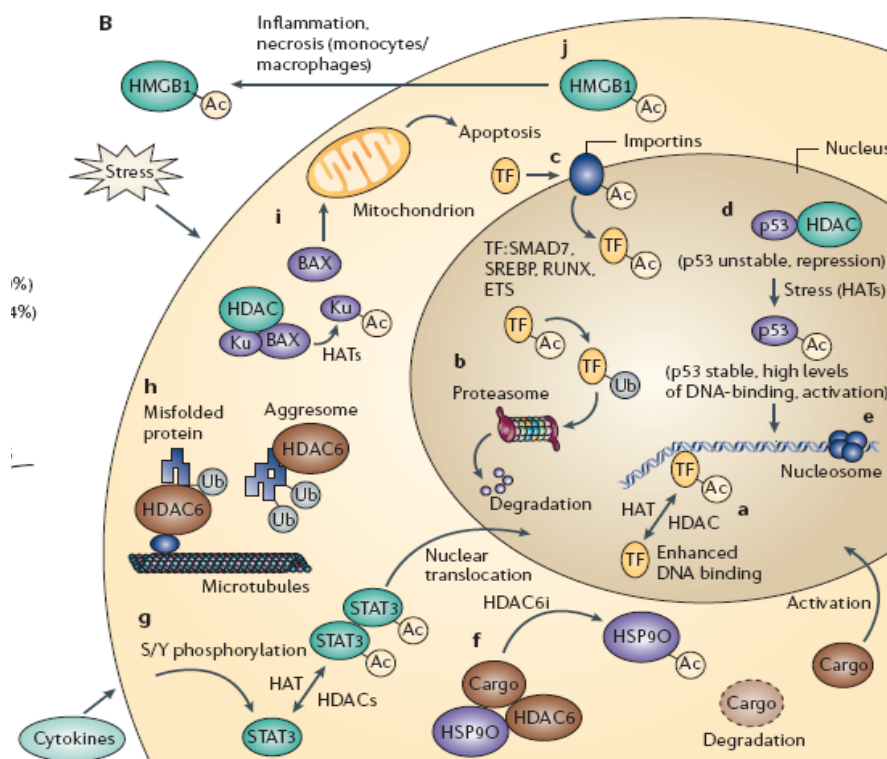 B
Inflammation,
necrosis (monocytes/
macrophages)
HMGB1
Ac
j
HMGB1
Ac
Stress
Apoptosis
Importins
Nucleus
c
TF
Ac
Mitochondrion
i
BAX
TF
Ac
TF:SMAD7,
SREBP, RUNX,
ETS
d
p53
HDAC
(p53 unstable, repression)
Stress (HATs)
p53
Ac
(p53 stable, high levels
of DNA-binding, activation)
%)
4%)
HDAC
Ku
BAX
Ku
Ac
HATs
TF
Ac
TF
Ub
b
Proteasome
Degradation
e
Nucleosome
TF
Ac
a
HAT
HDAC
TF
Enhanced
DNA binding
h
Misfolded
protein
Ub
HDAC6
Aggresome
HDAC6
Ub
Ub
Microtubules
Nuclear
translocation
STAT3
Ac
STAT3
Ac
g
S/Y phosphorylation
HAT
HDACs
STAT3
Cytokines
HDAC6i
f
HSP90
Ac
Cargo
HDAC6
HSP90
Activation
Cargo
Cargo
Degradation